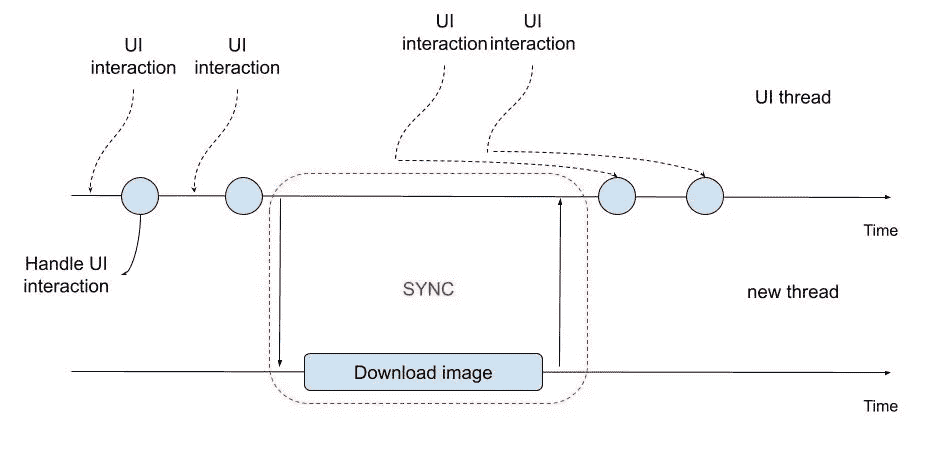 UI
interaction
UI
interaction
UI
interaction
UI
interaction
UI thread
Time
Handle UI
interaction
SYNC
new thread
Download image
Time